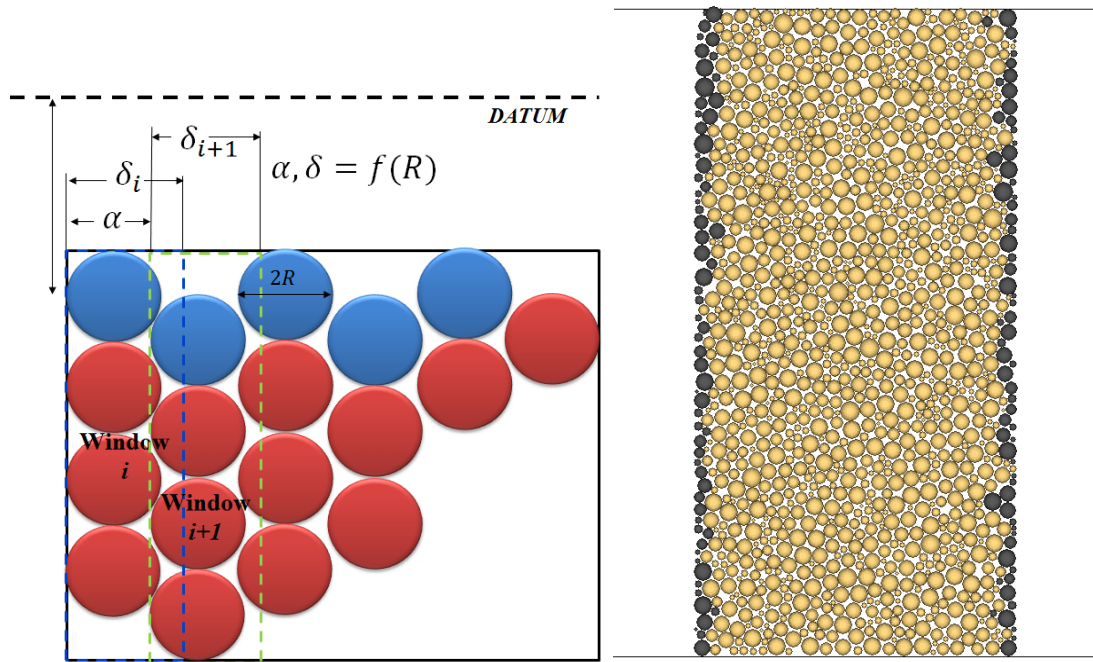 DATUM
δᵢ₊₁
α, δ = f(R)
δᵢ
α
2R
Window
i
Window
i+1